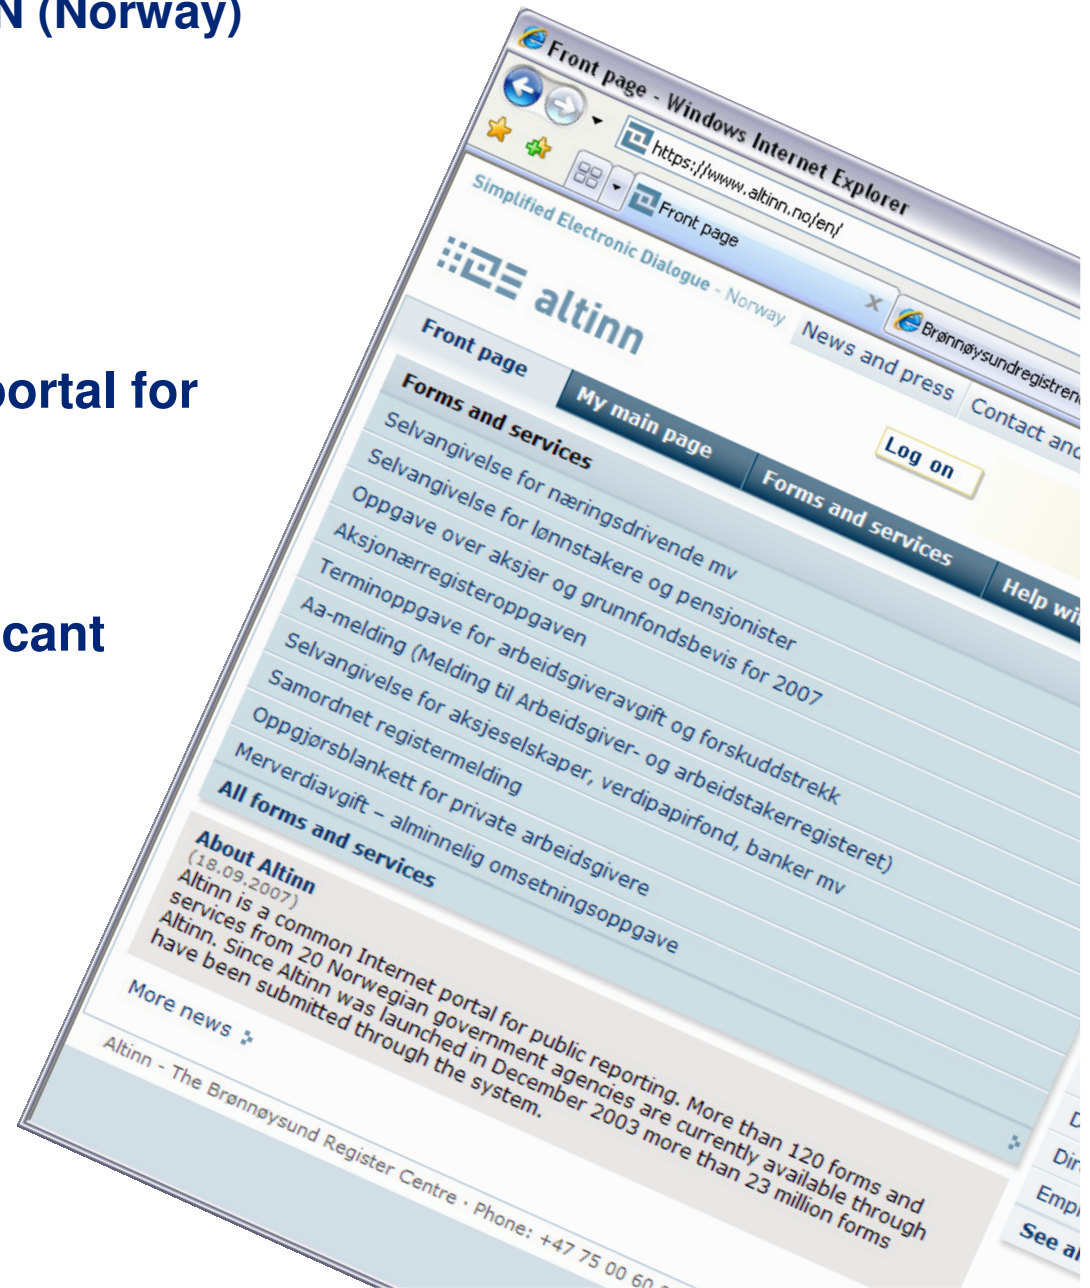 (Norway)
portal for
Front page - Windows Internet Explorer
https://www.altinn.no/en/
Front page
Simplified Electronic Dialogue - Norway
News and press
altinn
Front page
My main page
Log on
Forms and services
Help
Forms and services
Selvangivelse for næringsdrivende mv
Selvangivelse for lønnstakere og pensjonister
Oppgave over aksjer og grunnfondsbevis for 2007
Aksjonærregisteroppgaven
Terminoppgave for arbeidsgiveravgift og forskuddstrekk
Aa-melding (Melding til Arbeidsgiver- og arbeidstakerregisteret)
Selvangivelse for aksjeselskaper, verdipapirfond, banker mv
Samordnet registermelding
Oppgjørsblankett for private arbeidsgivere
Merverdiavgift – alminnelig omsetningsoppgave
All forms and services
About Altinn
(18.09.2007)
Altinn is a common Internet portal for public reporting. More than 120 forms and
services from 20 Norwegian government agencies are currently available through
Altinn. Since Altinn was launched in December 2003 more than 23 million forms
have been submitted through the system.
More news
Altinn - The Brønnøysund Register Centre · Phone: +47 75 00 60
Contact and
See